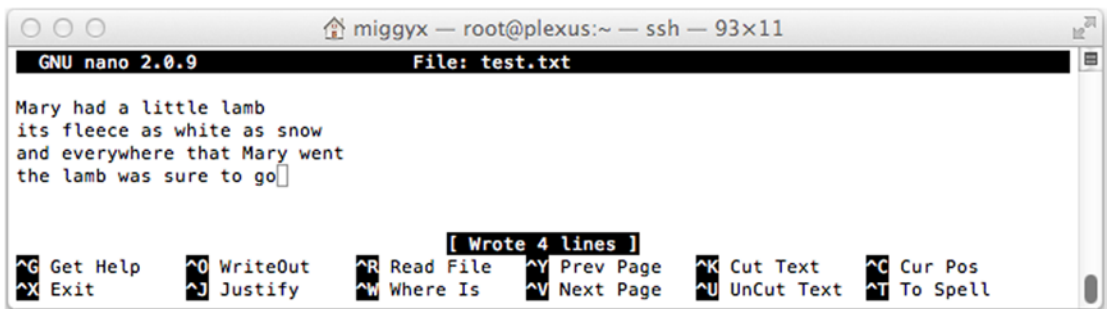 miggyx — root@plexus:~ — ssh — 93×11
GNU nano 2.0.9 File: test.txt
Mary had a little lamb
its fleece as white as snow
and everywhere that Mary went
the lamb was sure to go
[ Wrote 4 lines ]
^G Get Help ^O WriteOut ^R Read File ^Y Prev Page ^K Cut Text ^C Cur Pos
^X Exit ^J Justify ^W Where Is ^V Next Page ^U UnCut Text ^T To Spell